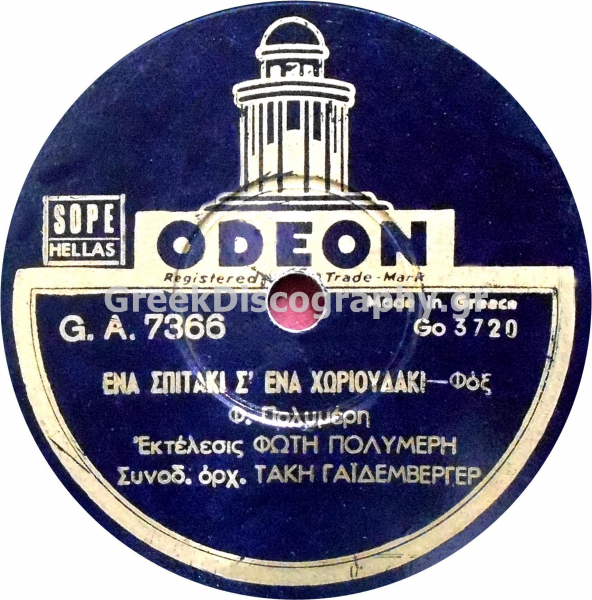 SOPE
HELLAS
ODEON
Registered Trade-Mark
GreekDiscography.gr
Made in Greece
G. A. 7366
Go 3720
ΕΝΑ ΣΠΙΤΑΚΙ Σ' ΕΝΑ ΧΩΡΙΟΥΔΑΚΙ—Φόξ
Φ. Πολυμέρη
Ἐκτέλεσις ΦΩΤΗ ΠΟΛΥΜΕΡΗ
Συνοδ. ὀρχ. ΤΑΚΗ ΓΑΪΔΕΜΒΕΡΓΕΡ